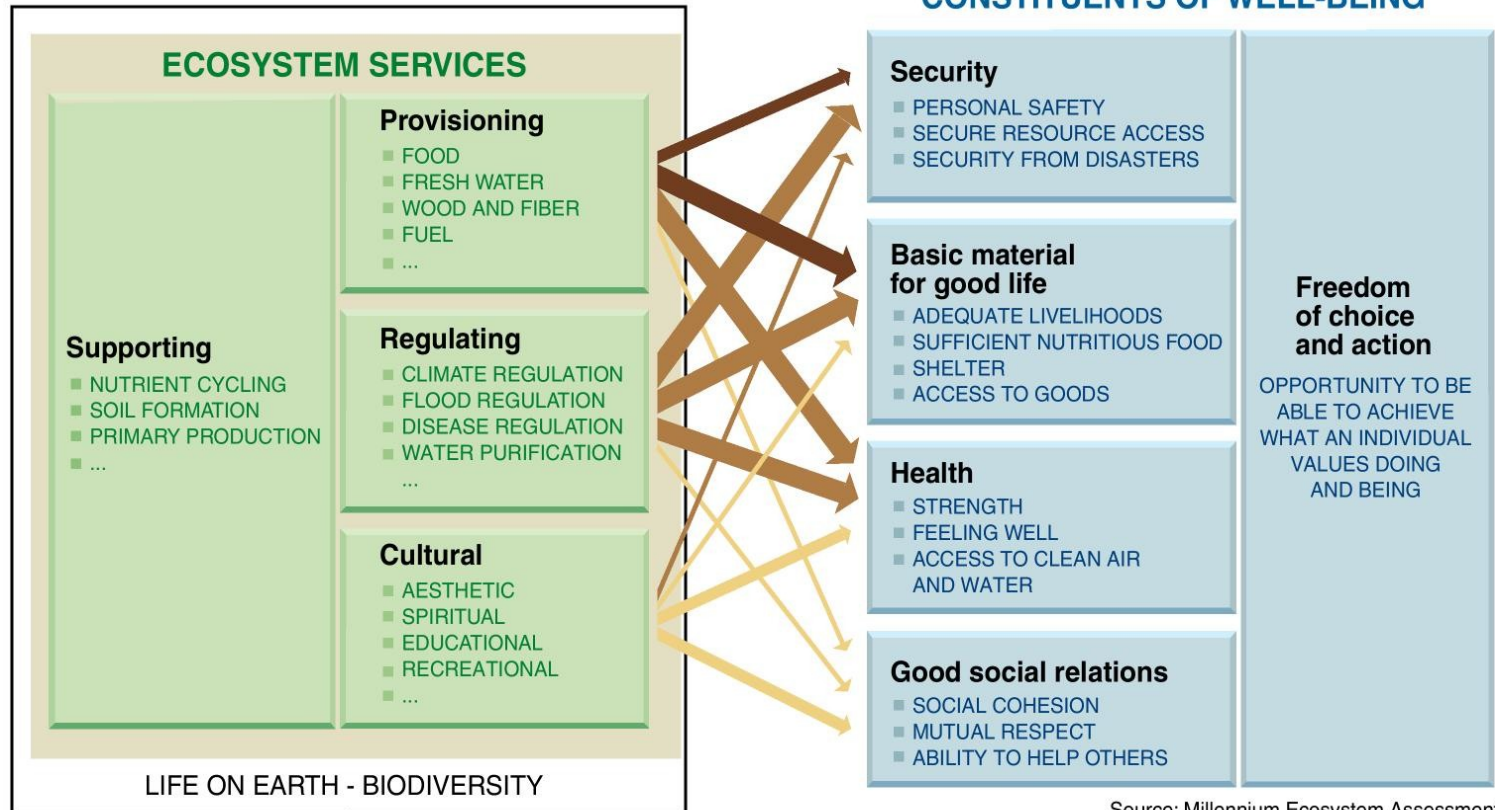 CONSTITUENTS OF WELL-BEING
ECOSYSTEM SERVICES
Supporting
NUTRIENT CYCLING
SOIL FORMATION
PRIMARY PRODUCTION
...
Provisioning
FOOD
FRESH WATER
WOOD AND FIBER
FUEL
...
Regulating
CLIMATE REGULATION
FLOOD REGULATION
DISEASE REGULATION
WATER PURIFICATION
...
Cultural
AESTHETIC
SPIRITUAL
EDUCATIONAL
RECREATIONAL
...
LIFE ON EARTH - BIODIVERSITY
Security
PERSONAL SAFETY
SECURE RESOURCE ACCESS
SECURITY FROM DISASTERS
Basic material
for good life
ADEQUATE LIVELIHOODS
SUFFICIENT NUTRITIOUS FOOD
SHELTER
ACCESS TO GOODS
Health
STRENGTH
FEELING WELL
ACCESS TO CLEAN AIR
AND WATER
Good social relations
SOCIAL COHESION
MUTUAL RESPECT
ABILITY TO HELP OTHERS
Freedom
of choice
and action
OPPORTUNITY TO BE
ABLE TO ACHIEVE
WHAT AN INDIVIDUAL
VALUES DOING
AND BEING
Source: Millennium Ecosystem Assessment